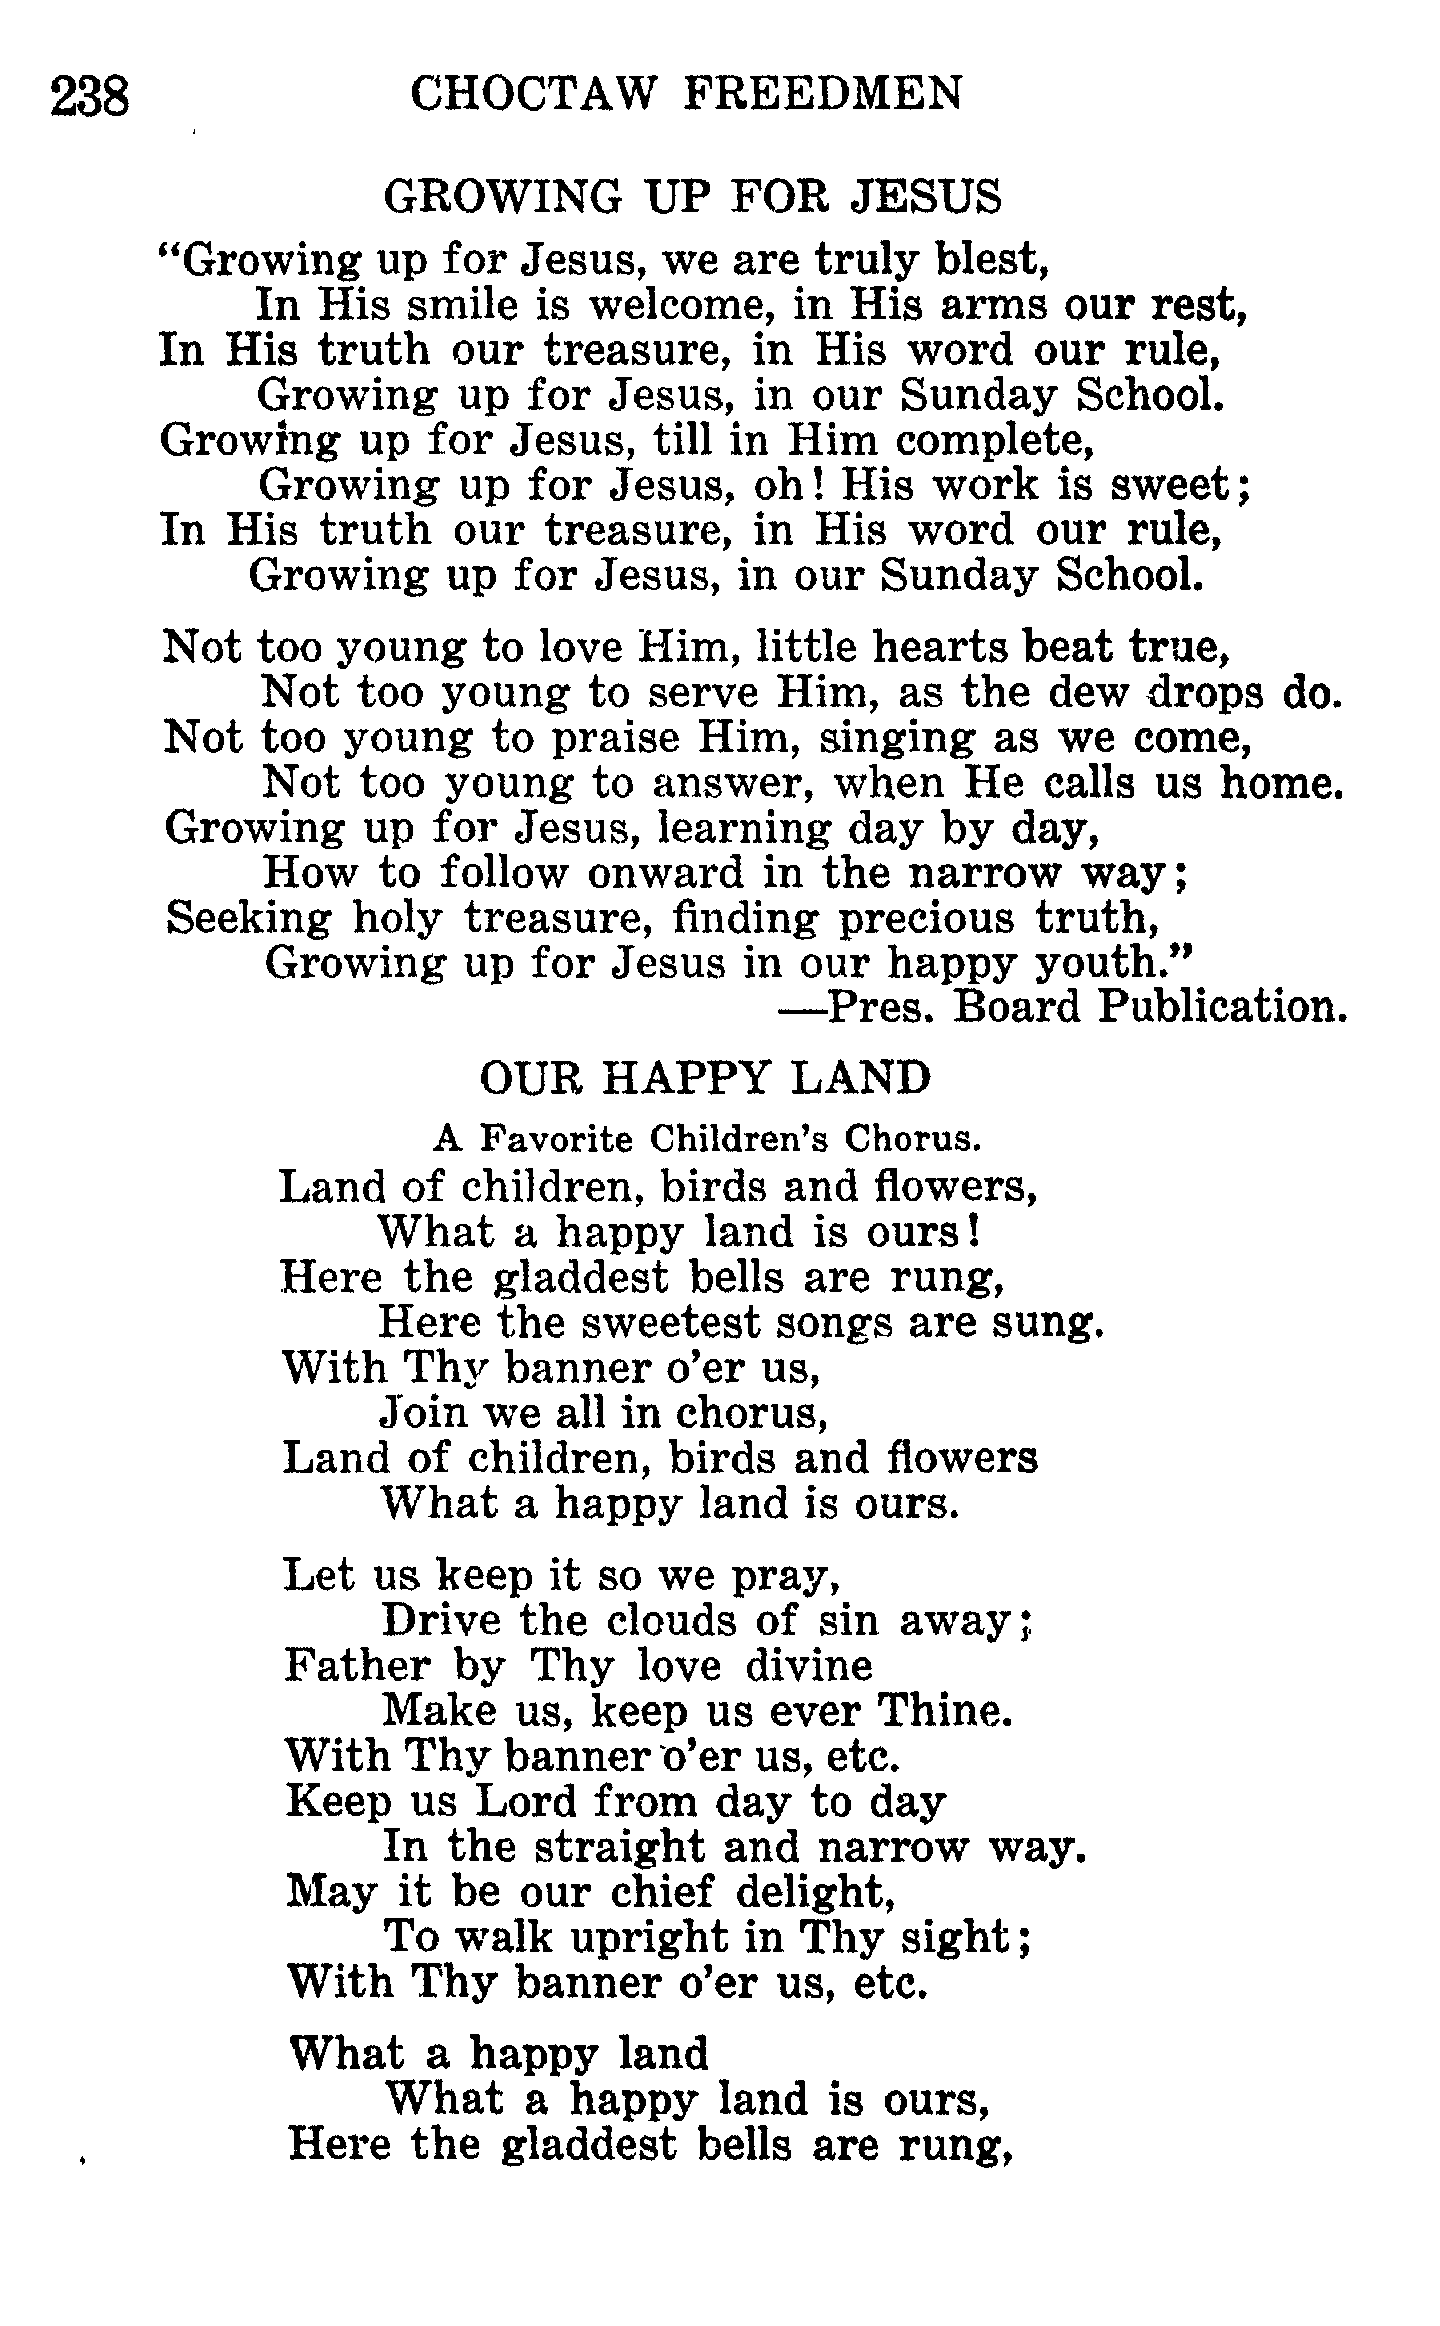 238 CHOCTAW FREEDMEN
GROWING UP FOR JESUS
“Growing up for Jesus, we are truly blest,
In His smile is welcome, in His arms our rest,
In His truth our treasure, in His word our rule,
Growing up for Jesus, in our Sunday School.
Growing up for Jesus, till in Him complete,
Growing up for Jesus, oh! His work is sweet;
In His truth our treasure, in His word our rule,
Growing up for Jesus, in our Sunday School.
Not too young to love Him, little hearts beat true,
Not too young to serve Him, as the dew drops do.
Not too young to praise Him, singing as we come,
Not too young to answer, when He calls us home.
Growing up for Jesus, learning day by day,
How to follow onward in the narrow way;
Seeking holy treasure, finding precious truth,
Growing up for Jesus in our happy youth.”
—Pres. Board Publication.
OUR HAPPY LAND
A Favorite Children’s Chorus.
Land of children, birds and flowers,
What a happy land is ours!
Here the gladdest bells are rung,
Here the sweetest songs are sung.
With Thy banner o’er us,
Join we all in chorus,
Land of children, birds and flowers
What a happy land is ours.
Let us keep it so we pray,
Drive the clouds of sin away;
Father by Thy love divine
Make us, keep us ever Thine.
With Thy banner o’er us, etc.
Keep us Lord from day to day
In the straight and narrow way.
May it be our chief delight,
To walk upright in Thy sight;
With Thy banner o’er us, etc.
What a happy land
What a happy land is ours,
Here the gladdest bells are rung,